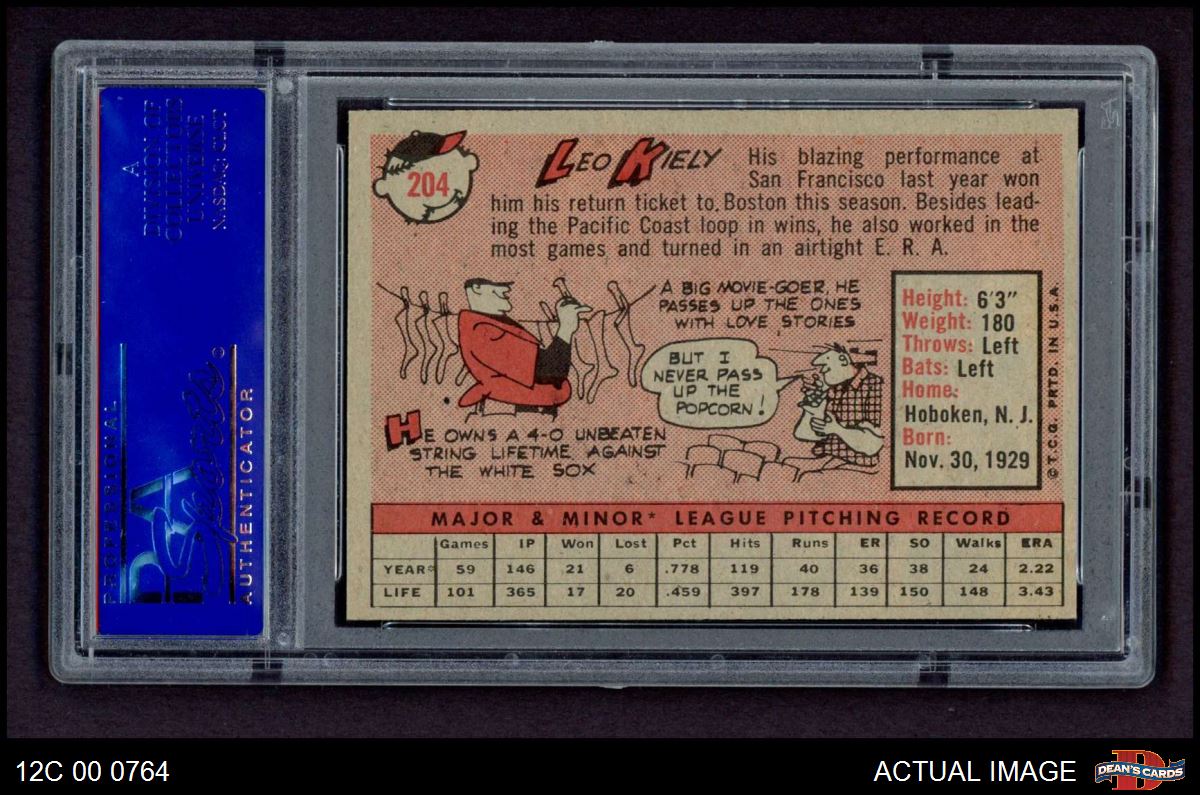 A
DIVISION OF
COLLECTORS
UNIVERSE
NASDAQ: CLCT
PROFESSIONAL
PSA
Sports
AUTHENTICATOR
204
LEO KIELY
His blazing performance at
San Francisco last year won
him his return ticket to Boston this season. Besides lead-
ing the Pacific Coast loop in wins, he also worked in the
most games and turned in an airtight E. R. A.
A BIG MOVIE-GOER, HE
PASSES UP THE ONES
WITH LOVE STORIES
BUT I
NEVER PASS
UP THE
POPCORN!
HE OWNS A 4-0 UNBEATEN
STRING LIFETIME AGAINST
THE WHITE SOX
Height: 6'3"
Weight: 180
Throws: Left
Bats: Left
Home:
Hoboken, N. J.
Born:
Nov. 30, 1929
© T.C.G. PRTD. IN U.S.A.
MAJOR & MINOR* LEAGUE PITCHING RECORD
Games IP Won Lost Pct Hits Runs ER SO Walks ERA
YEAR* 59 146 21 6 .778 119 40 36 38 24 2.22
LIFE 101 365 17 20 .459 397 178 139 150 148 3.43
12C 00 0764
ACTUAL IMAGE
D
DEAN'S CARDS